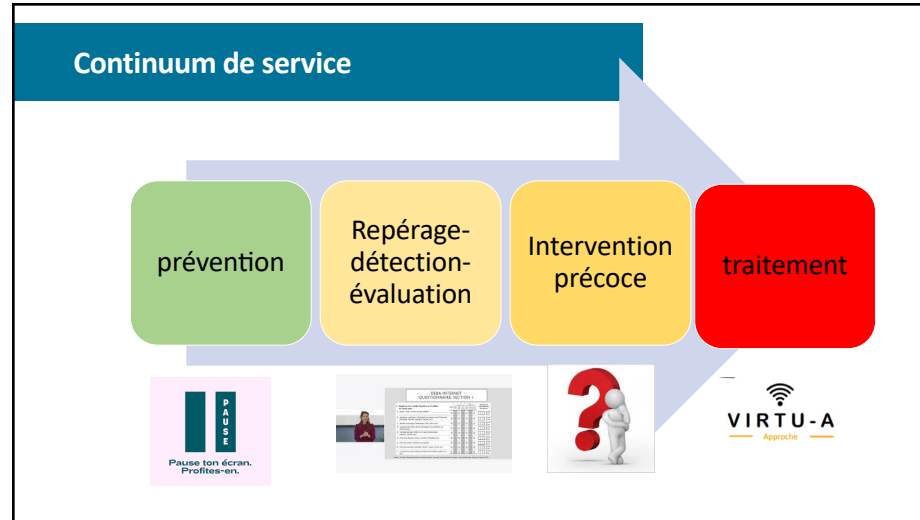 Continuum de service
prévention
Repérage-
détection-
évaluation
Intervention
précoce
traitement
PAUSE
Pause ton écran.
Profites-en.
DEBA-INTERNET
QUESTIONNAIRE SECTION 1
VIRTU-A
Approche